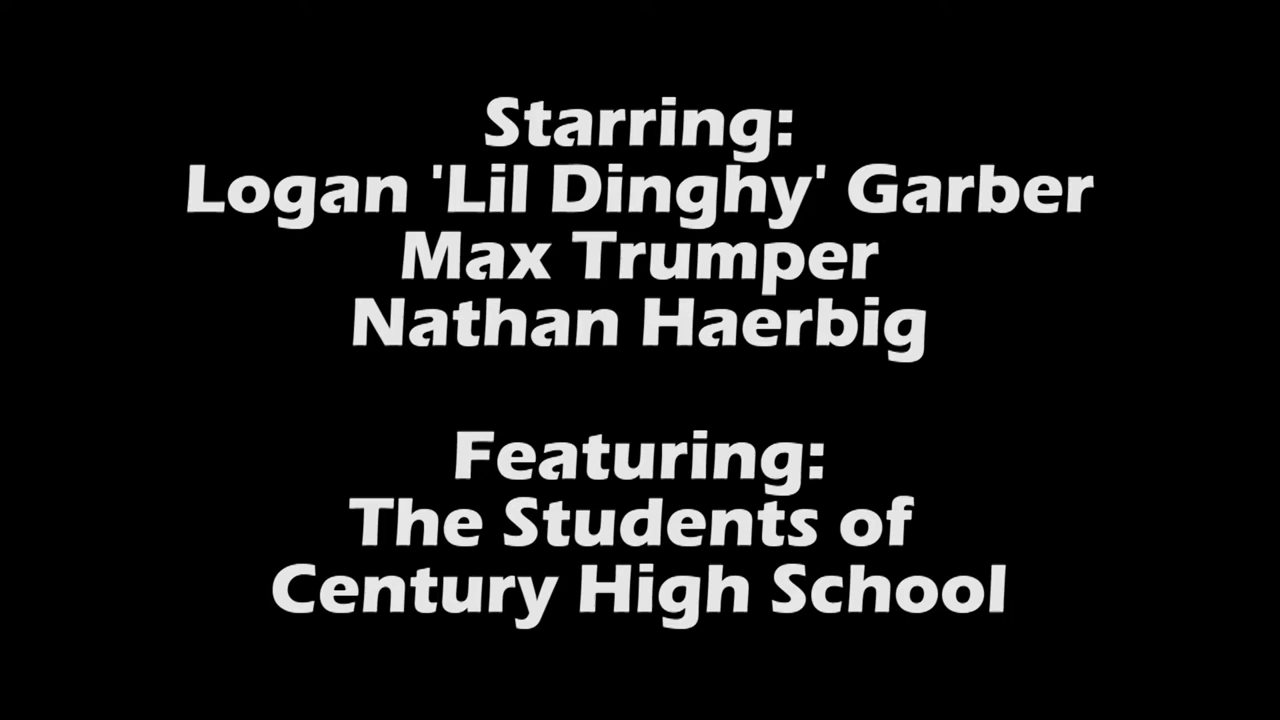 Starring:
Logan 'Lil Dinghy' Garber
Max Trumper
Nathan Haerbig
Featuring:
The Students of
Century High School